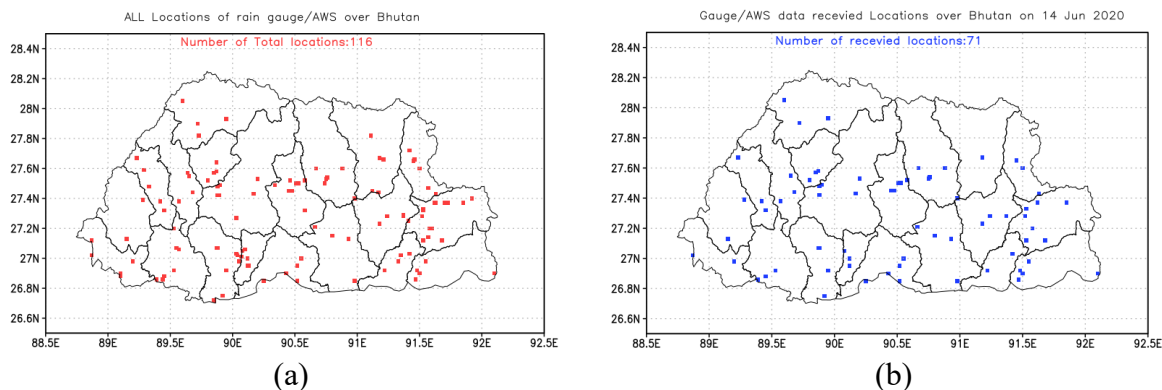 ALL Locations of rain gauge/AWS over Bhutan
Number of Total locations:116
28.4N
28.2N
28N
27.8N
27.6N
27.4N
27.2N
27N
26.8N
26.6N
88.5E 89E 89.5E 90E 90.5E 91E 91.5E 92E 92.5E
(a)
Gauge/AWS data recevied Locations over Bhutan on 14 Jun 2020
Number of recevied locations:71
28.4N
28.2N
28N
27.8N
27.6N
27.4N
27.2N
27N
26.8N
26.6N
88.5E 89E 89.5E 90E 90.5E 91E 91.5E 92E 92.5E
(b)